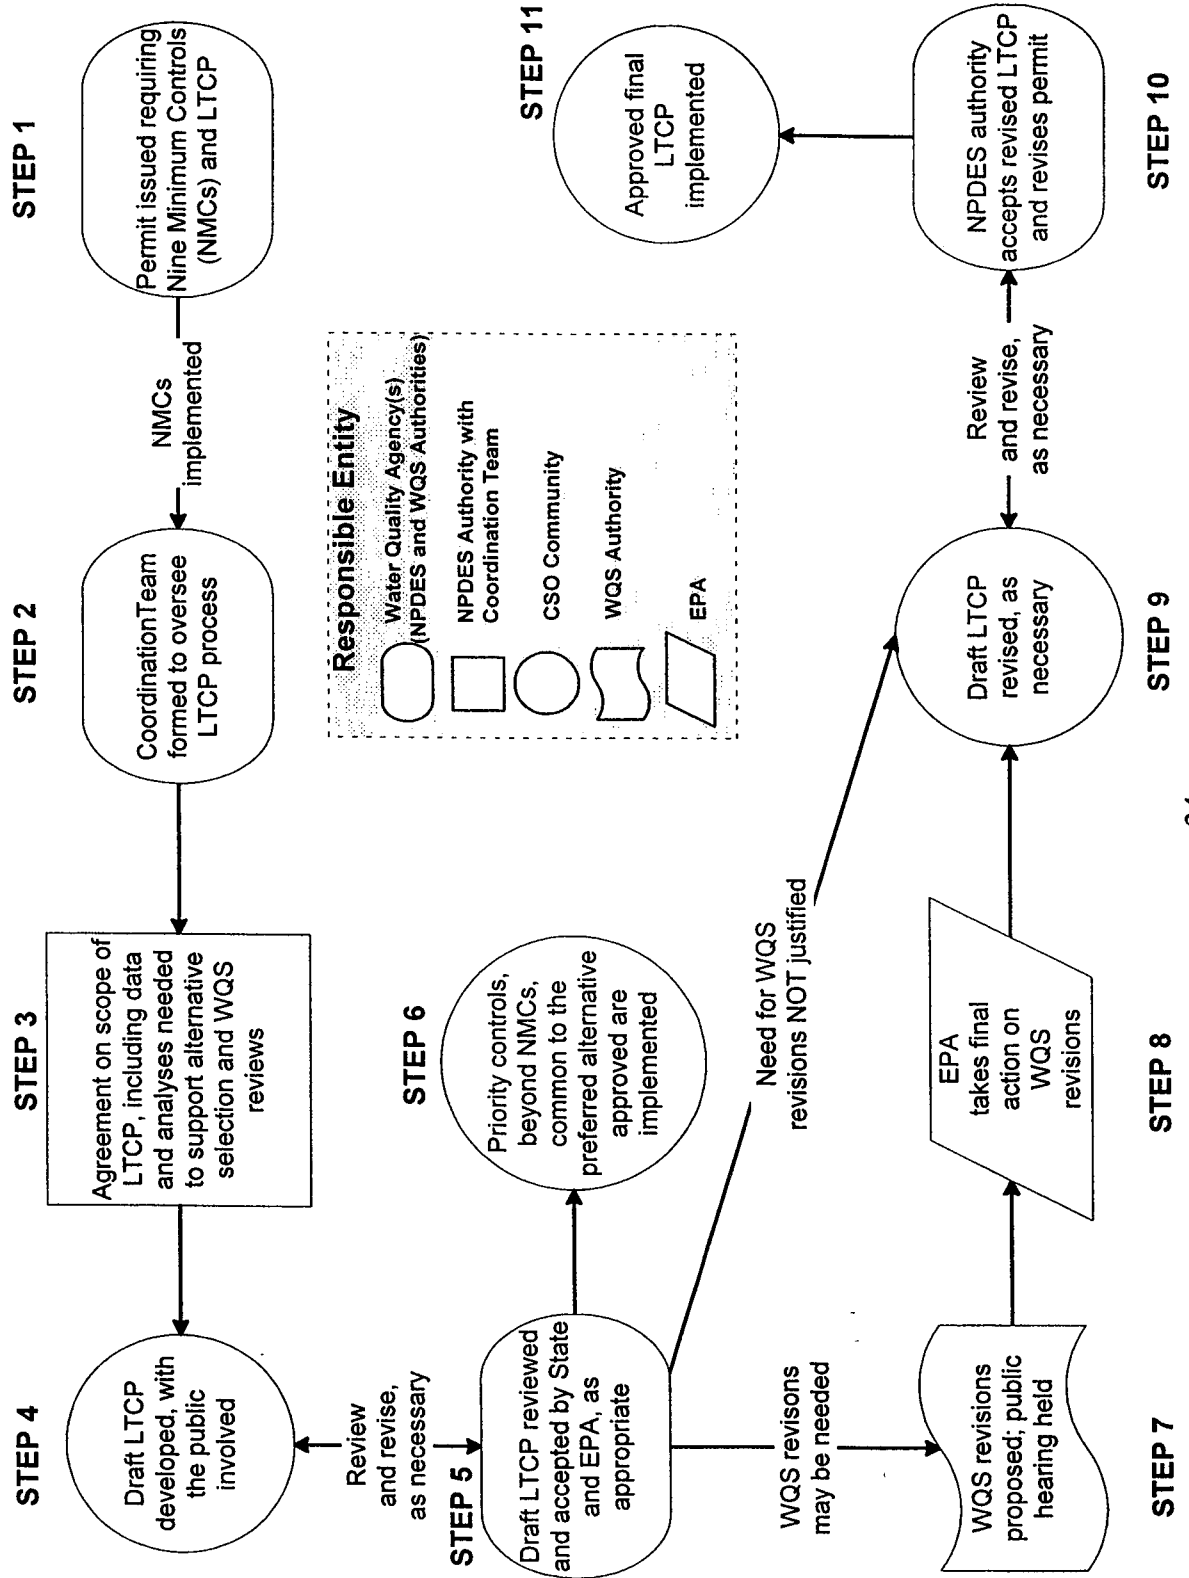 STEP 1
Permit issued requiring
Nine Minimum Controls
(NMCs) and LTCP
NMCs
implemented
STEP 2
CoordinationTeam
formed to oversee
LTCP process
STEP 3
Agreement on scope of
LTCP, including data
and analyses needed
to support alternative
selection and WQS
reviews
STEP 4
Draft LTCP
developed, with
the public
involved
Review
and revise,
as necessary
STEP 5
Draft LTCP reviewed
and accepted by State
and EPA, as
appropriate
STEP 6
Priority controls,
beyond NMCs,
common to the
preferred alternative
approved are
implemented
Need for WQS
revisions NOT justified
WQS revisons
may be needed
STEP 7
WQS revisions
proposed; public
hearing held
STEP 8
EPA
takes final
action on
WQS
revisions
STEP 9
Draft LTCP
revised, as
necessary
Review
and revise,
as necessary
STEP 10
NPDES authority
accepts revised LTCP
and revises permit
STEP 11
Approved final
LTCP
implemented
Responsible Entity
Water Quality Agency(s)
(NPDES and WQS Authorities)
NPDES Authority with
Coordination Team
CSO Community
WQS Authority
EPA